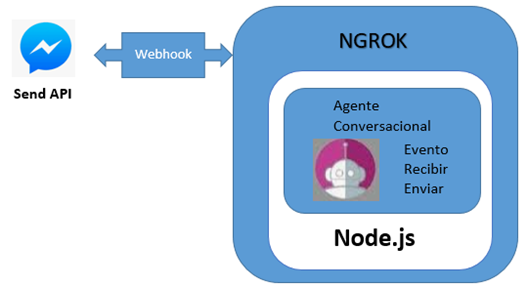 Send API
Webhook
NGROK
Agente
Conversacional
Evento
Recibir
Enviar
Node.js